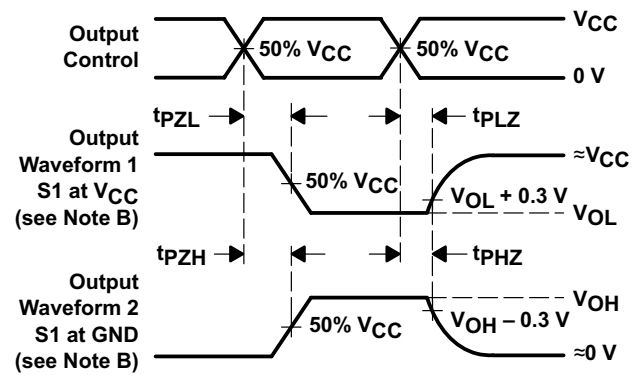 Output
Control
50% VCC
50% VCC
VCC
0 V
tPZL
tPLZ
Output
Waveform 1
S1 at VCC
(see Note B)
50% VCC
≈VCC
VOL + 0.3 V
VOL
tPZH
tPHZ
Output
Waveform 2
S1 at GND
(see Note B)
50% VCC
VOH
VOH – 0.3 V
≈0 V